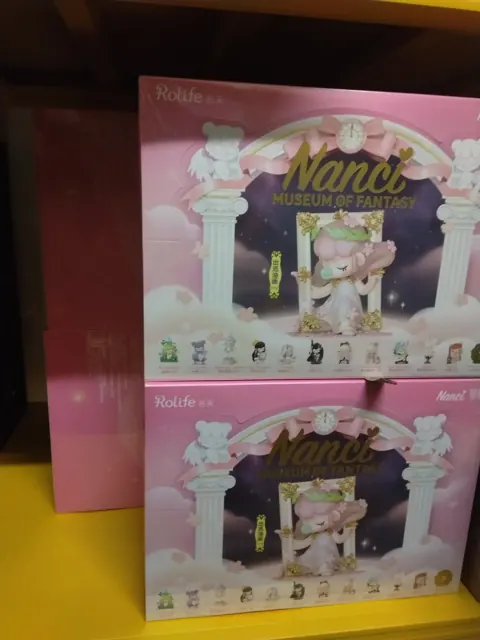 Rolife
Nanci
MUSEUM OF FANTASY
Rolife
Nanci
Nanci
MUSEUM OF FANTASY